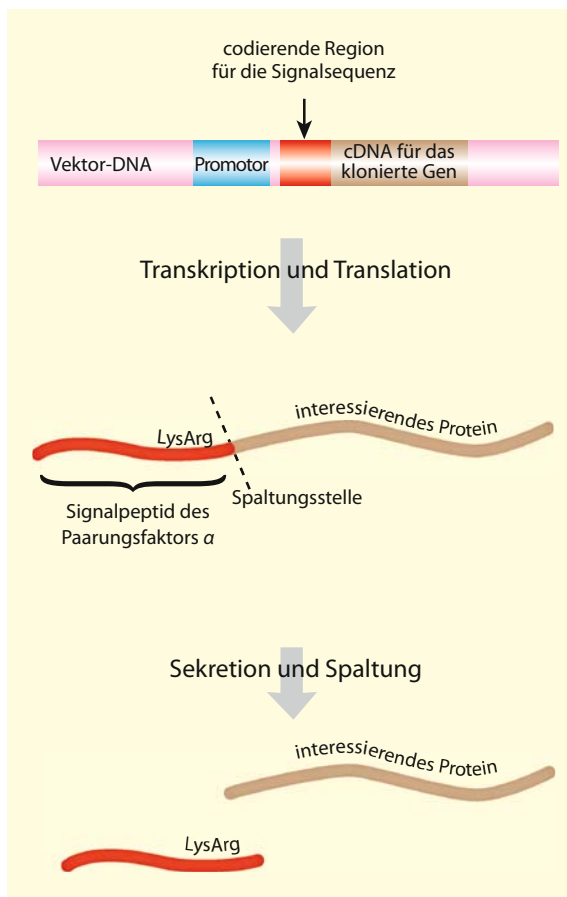 codierende Region
für die Signalsequenz
Vektor-DNA
Promotor
cDNA für das
klonierte Gen
Transkription und Translation
LysArg
interessierendes Protein
Spaltungsstelle
Signalpeptid des
Paarungsfaktors α
Sekretion und Spaltung
interessierendes Protein
LysArg